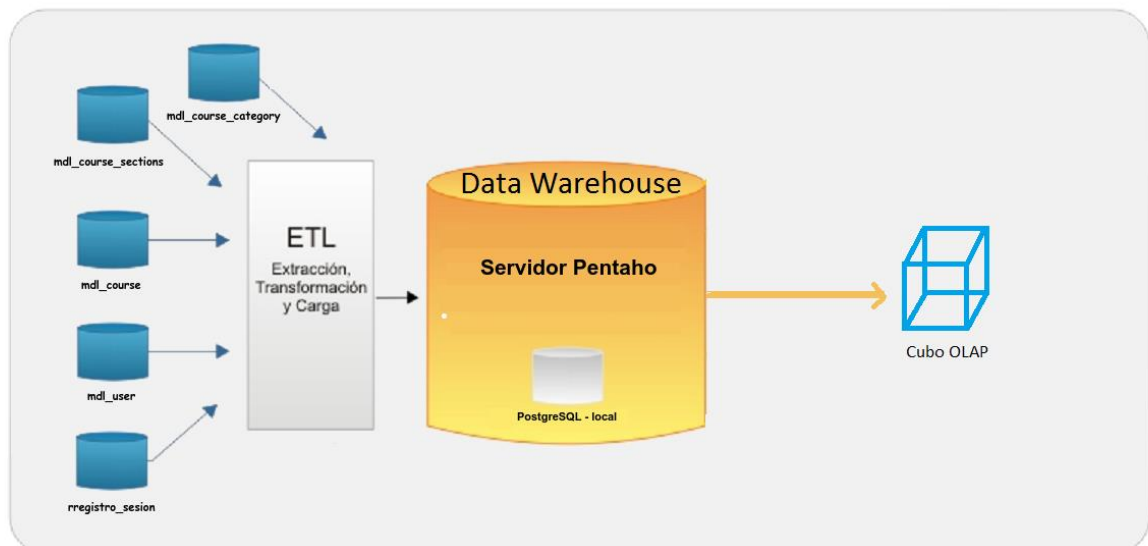 mdl_course_category
mdl_course_sections
mdl_course
mdl_user
rregistro_sesion
ETL
Extracción,
Transformación
y Carga
Data Warehouse
Servidor Pentaho
PostgreSQL - local
Cubo OLAP